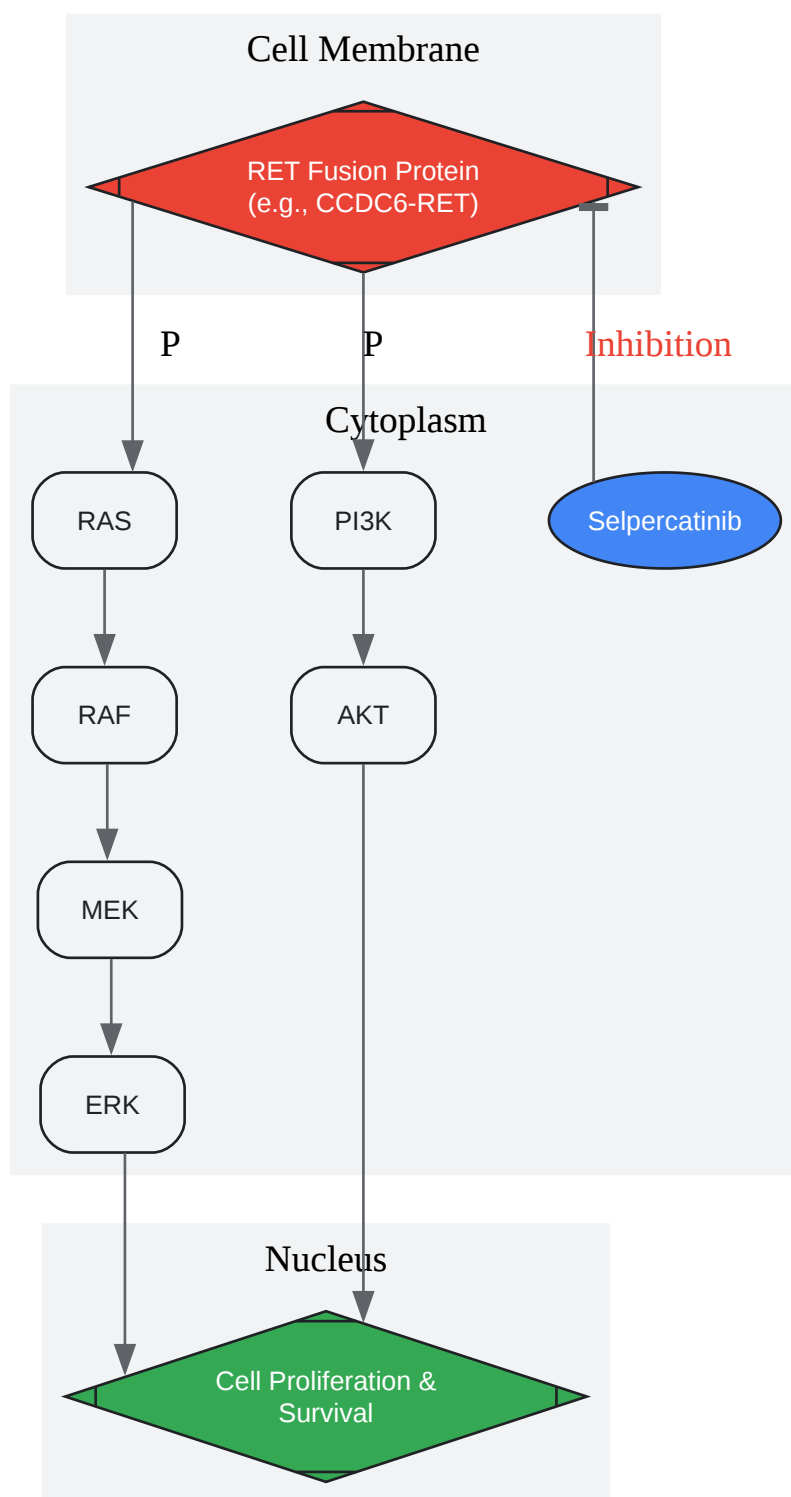 Cell Membrane
RET Fusion Protein
(e.g., CCDC6-RET)
P
P
Inhibition
Cytoplasm
RAS
PI3K
Selpercatinib
RAF
AKT
MEK
ERK
Nucleus
Cell Proliferation &
Survival